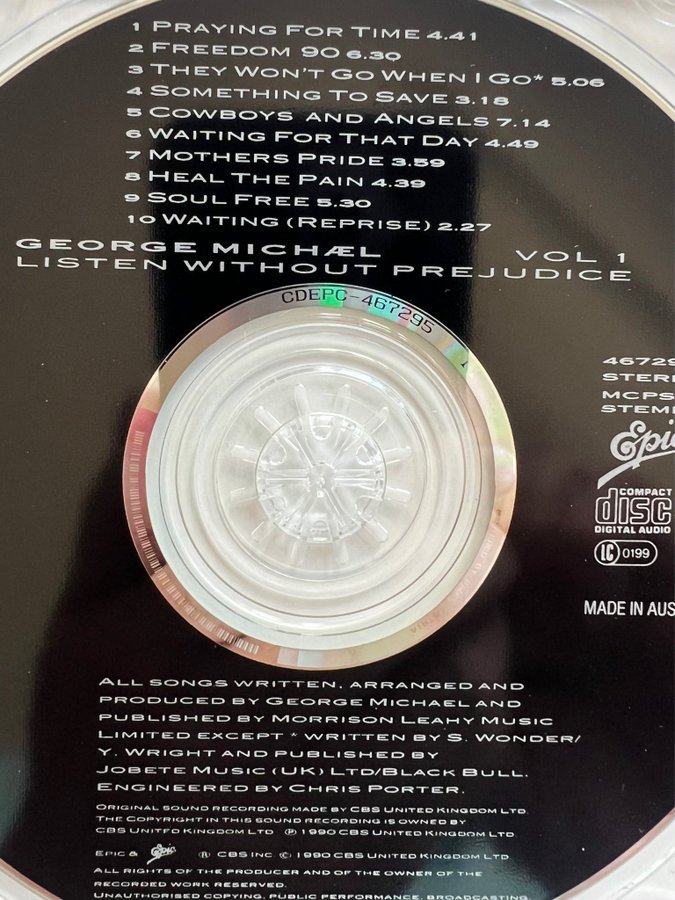 1 Praying For Time 4.41
2 Freedom 90 6.30
3 They Won't Go When I Go* 5.06
4 Something To Save 3.18
5 Cowboys and Angels 7.14
6 Waiting For That Day 4.49
7 Mothers Pride 3.59
8 Heal The Pain 4.39
9 Soul Free 5.30
10 Waiting (Reprise) 2.27
GEORGE MICHÆL VOL 1
LISTEN WITHOUT PREJUDICE
CDEPC-467295
46729
STER
MCPS
STEM
Epic
COMPACT
disc
DIGITAL AUDIO
LC 0199
MADE IN AUS
All songs written, arranged and
produced by George Michael and
published by Morrison Leahy Music
Limited except * written by S. Wonder/
Y. Wright and published by
Jobete Music (UK) Ltd/Black Bull.
Engineered by Chris Porter.
Original sound recording made by CBS United Kingdom Ltd.
The Copyright in this sound recording is owned by
CBS United Kingdom Ltd ℗ 1990 CBS United Kingdom Ltd.
Epic & Epic ® CBS Inc © 1990 CBS United Kingdom Ltd.
All rights of the producer and of the owner of the
recorded work reserved.
Unauthorised copying, public performance, broadcasting,